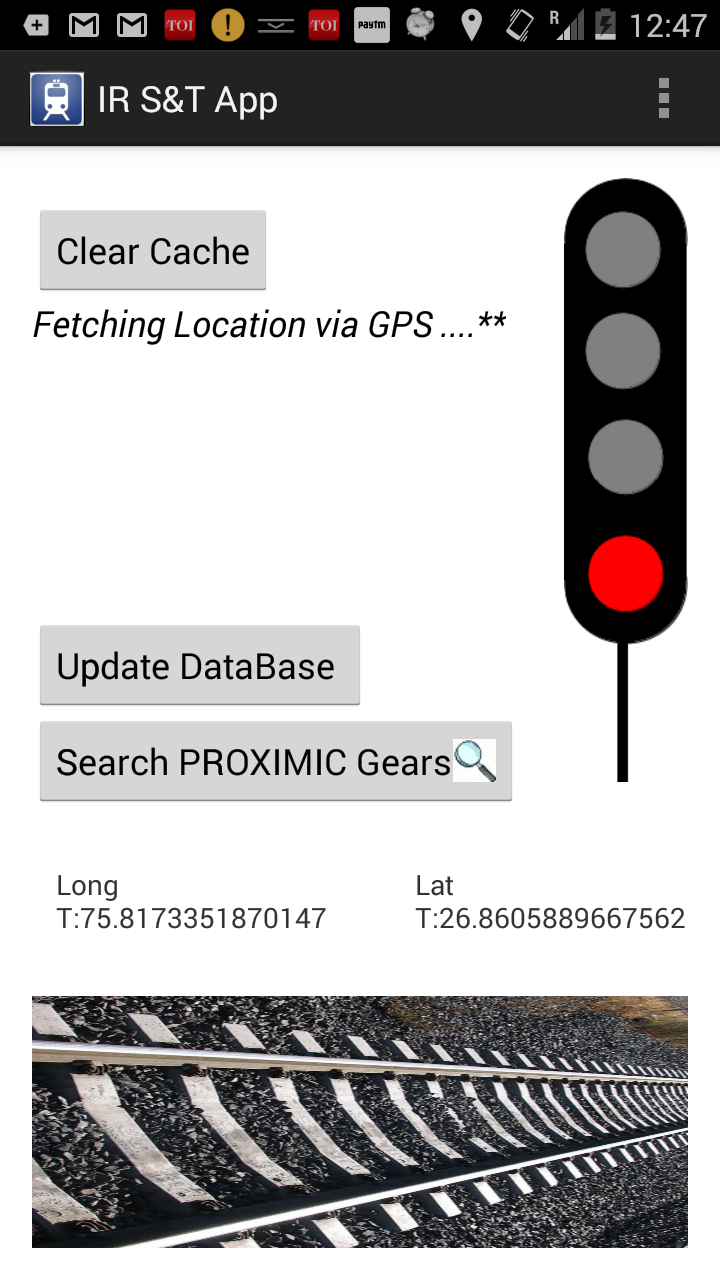 TOI
TOI
paytm
R
12:47
IR S&T App
Clear Cache
Fetching Location via GPS ....**
Update DataBase
Search PROXIMIC Gears
Long
T:75.8173351870147
Lat
T:26.8605889667562